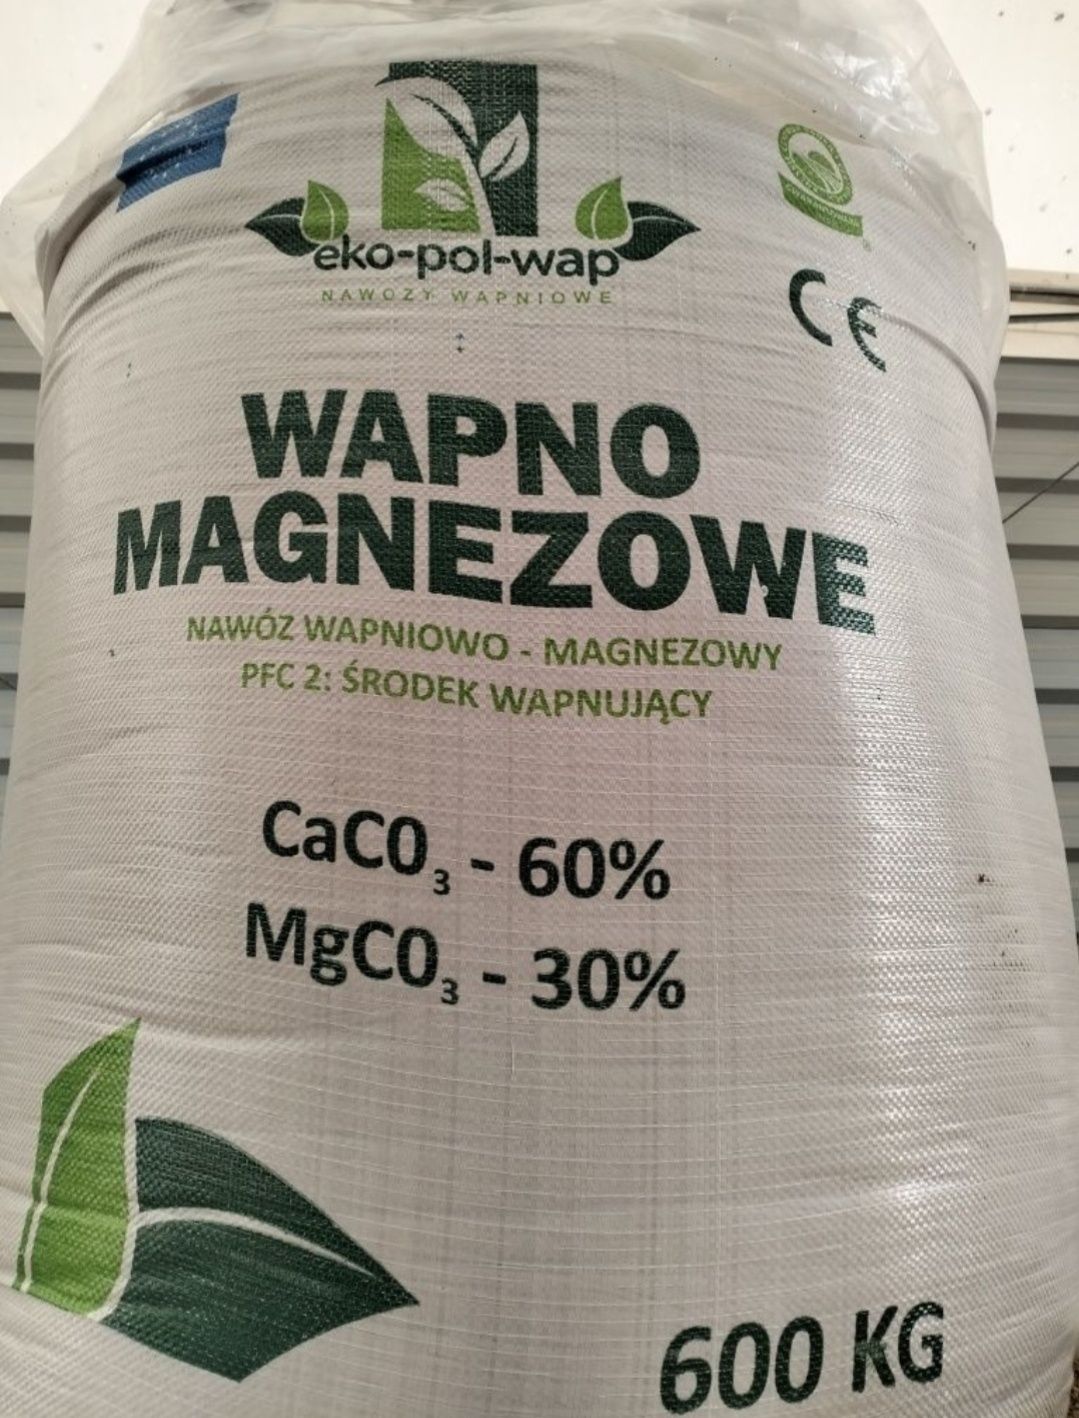 eko-pol-wap
NAWOZY WAPNIOWE
CE
WAPNO
MAGNEZOWE
NAWÓZ WAPNIOWO - MAGNEZOWY
PFC 2: ŚRODEK WAPNUJĄCY
CaC0₃ - 60%
MgC0₃ - 30%
600 KG